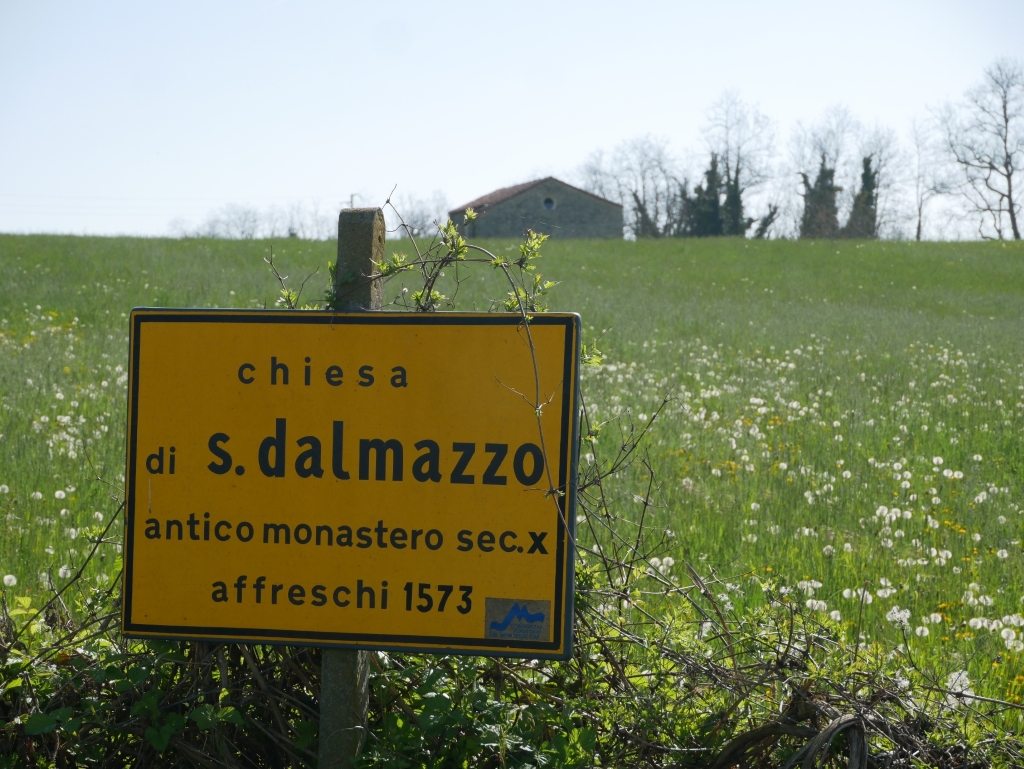 chiesa
di s. dalmazzo
antico monastero sec. x
affreschi 1573